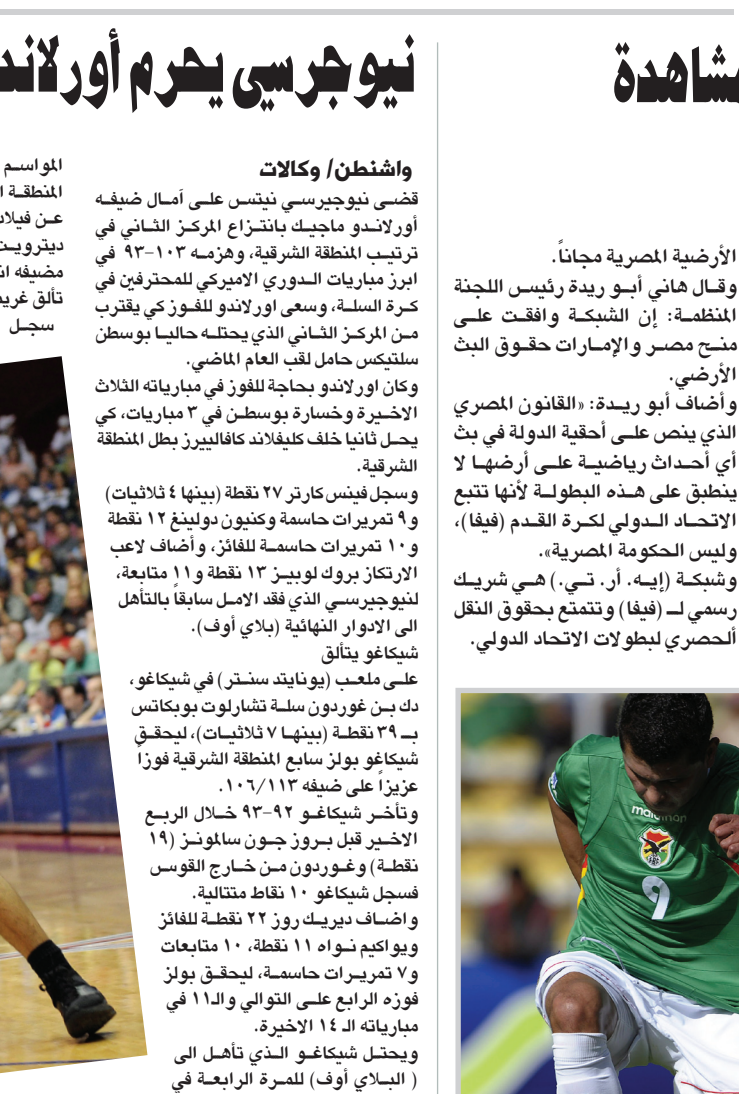 مشاهدة
الأرضية المصرية مجاناً.
وقال هاني أبو ريدة رئيس اللجنة
المنظمة: إن الشبكة وافقت على
منح مصر والإمارات حقوق البث
الأرضي.
وأضاف أبو ريدة: «القانون المصري
الذي ينص على أحقية الدولة في بث
أي أحداث رياضية على أرضها لا
ينطبق على هذه البطولة لأنها تتبع
الاتحاد الدولي لكرة القدم (فيفا)،
وليس الحكومة المصرية».
وشبكة (إيه. أر. تي.) هي شريك
رسمي لـ (فيفا) وتتمتع بحقوق النقل
ألحصري لبطولات الاتحاد الدولي.
9
نيوجرسي يحرم أورلاند
واشنطن/ وكالات
قضى نيوجيرسي نيتس على آمال ضيفه
أورلاندو ماجيك بانتزاع المركز الثاني في
ترتيب المنطقة الشرقية، وهزمه ١٠٣-٩٣ في
ابرز مباريات الدوري الاميركي للمحترفين في
كرة السلة، وسعى اورلاندو للفوز كي يقترب
من المركز الثاني الذي يحتله حاليا بوسطن
سلتيكس حامل لقب العام الماضي.
وكان اورلاندو بحاجة للفوز في مبارياته الثلاث
الاخيرة وخسارة بوسطن في ٣ مباريات، كي
يحل ثانيا خلف كليفلاند كافالييرز بطل المنطقة
الشرقية.
وسجل فينس كارتر ٢٧ نقطة (بينها ٤ ثلاثيات)
و٩ تمريرات حاسمة وكنيون دولينغ ١٢ نقطة
و١٠ تمريرات حاسمة للفائز، وأضاف لاعب
الارتكاز بروك لوبيز ١٣ نقطة و١١ متابعة،
لنيوجيرسي الذي فقد الامل سابقاً بالتأهل
الى الادوار النهائية (بلاي أوف).
شيكاغو يتألق
على ملعب (يونايتد سنتر) في شيكاغو،
دك بن غوردون سلة تشارلوت بوبكاتس
بـ ٣٩ نقطة (بينها ٧ ثلاثيات)، ليحقق
شيكاغو بولز سابع المنطقة الشرقية فوزاً
عزيزاً على ضيفه ١٠٦/١١٣.
وتأخر شيكاغو ٩٢-٩٣ خلال الربع
الاخير قبل بروز جون سالمونز (١٩
نقطة) وغوردون من خارج القوس
فسجل شيكاغو ١٠ نقاط متتالية.
واضاف ديريك روز ٢٢ نقطة للفائز
ويواكيم نواه ١١ نقطة، ١٠ متابعات
و٧ تمريرات حاسمة، ليحقق بولز
فوزه الرابع على التوالي والـ١١ في
مبارياته الـ ١٤ الاخيرة.
ويحتل شيكاغو الذي تأهل الى
( البلاي أوف) للمرة الرابعة في
المواسم
المنطقة
عن
مضيفه
تألق
سجل